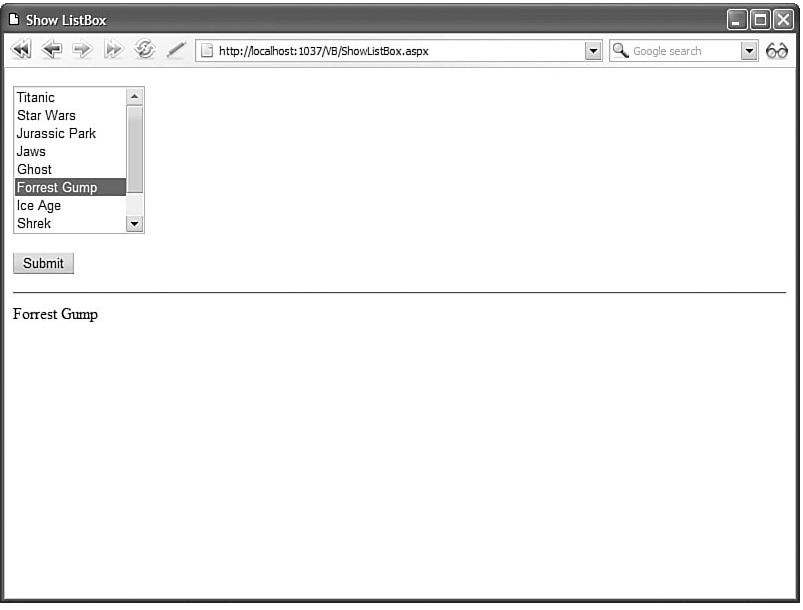 Show ListBox
http://localhost:1037/VB/ShowListBox.aspx
Google search
Titanic
Star Wars
Jurassic Park
Jaws
Ghost
Forrest Gump
Ice Age
Shrek
Submit
Forrest Gump